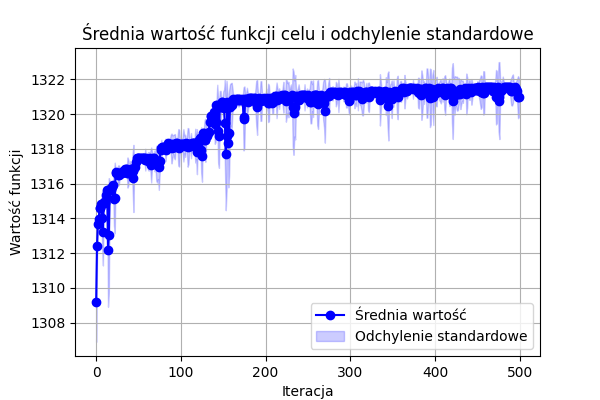 Średnia wartość funkcji celu i odchylenie standardowe
Wartość funkcji
1322
1320
1318
1316
1314
1312
1310
1308
0 100 200 300 400 500
Iteracja
Średnia wartość
Odchylenie standardowe